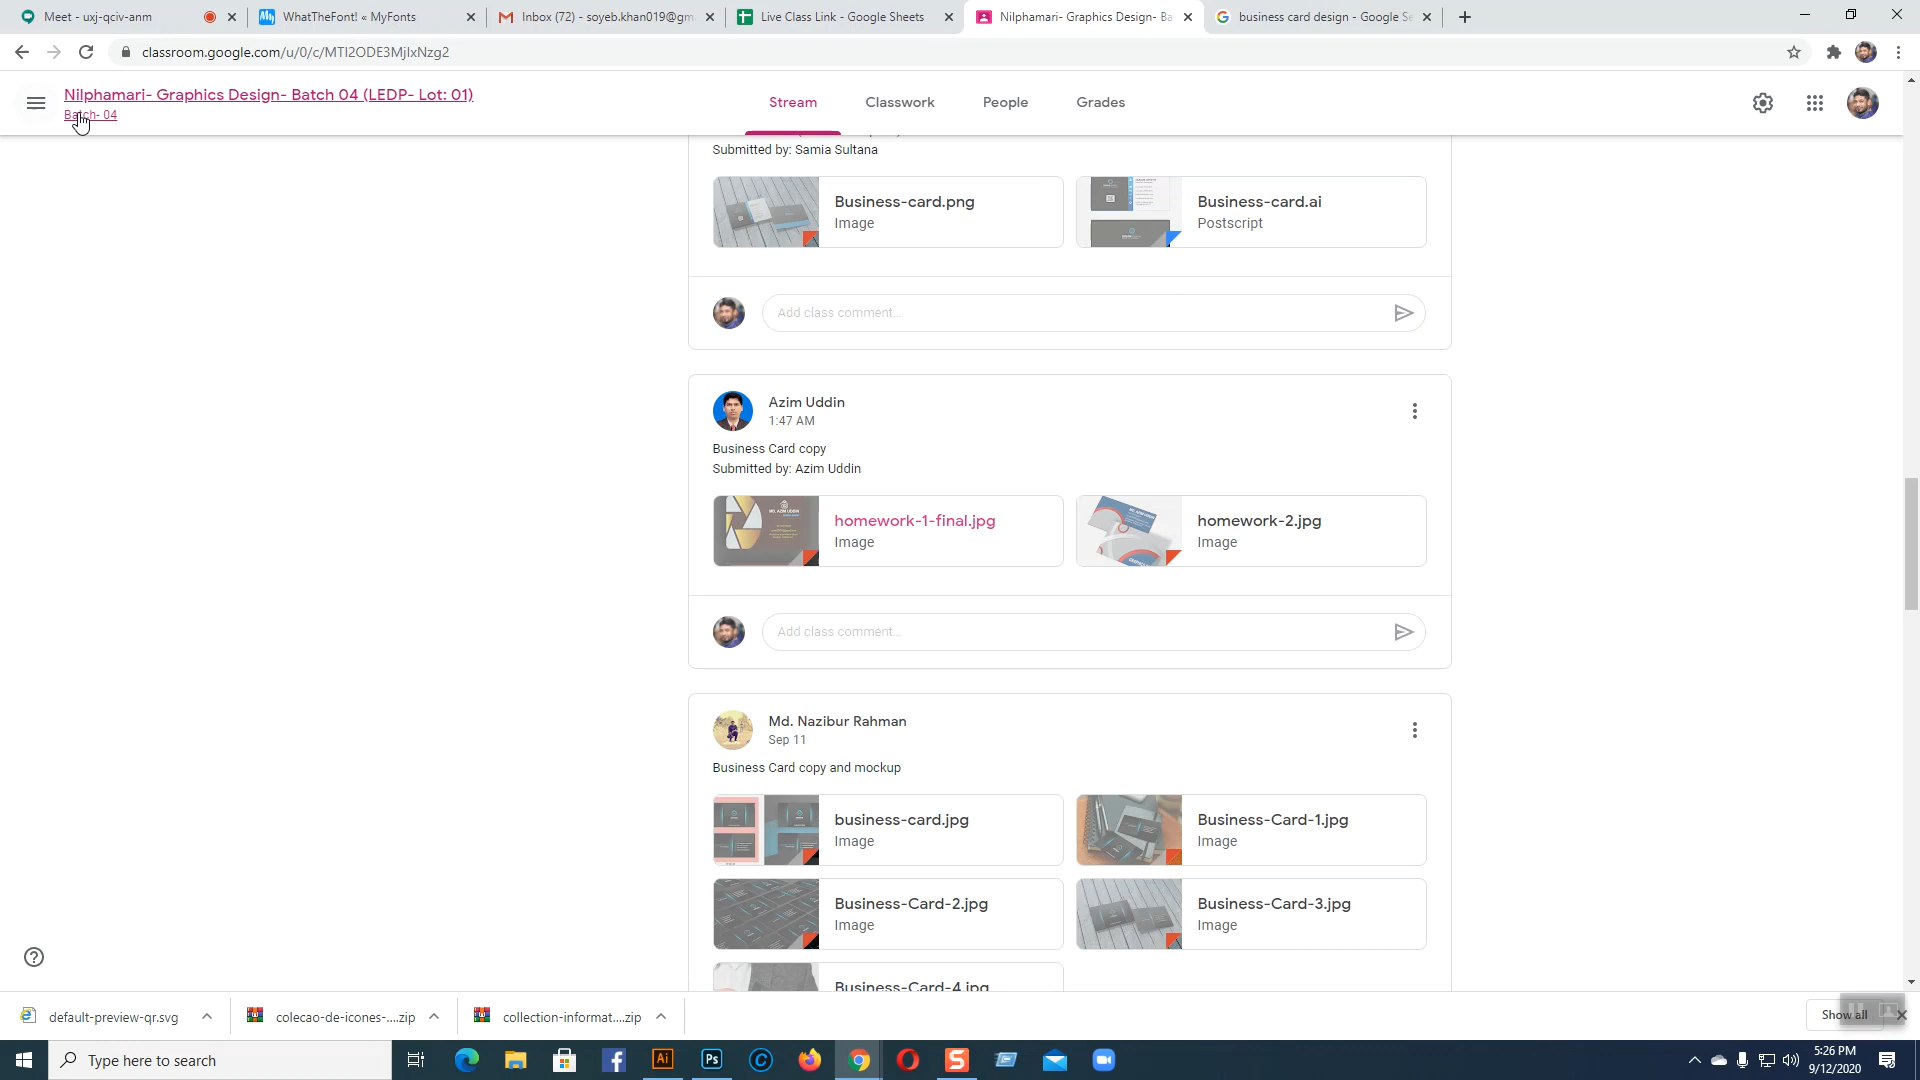 Meet - uxj-qciv-anm
WhatTheFont! « MyFonts
Inbox (72) - soyeb.khan019@gm
Live Class Link - Google Sheets
Nilphamari- Graphics Design- Ba
business card design - Google Se
classroom.google.com/u/0/c/MTI2ODE3MjIxNzg2
Nilphamari- Graphics Design- Batch 04 (LEDP- Lot: 01)
Batch- 04
Stream
Classwork
People
Grades
Submitted by: Samia Sultana
Business-card.png
Image
Business-card.ai
Postscript
Add class comment...
Azim Uddin
1:47 AM
Business Card copy
Submitted by: Azim Uddin
homework-1-final.jpg
Image
homework-2.jpg
Image
Add class comment...
Md. Nazibur Rahman
Sep 11
Business Card copy and mockup
business-card.jpg
Image
Business-Card-1.jpg
Image
Business-Card-2.jpg
Image
Business-Card-3.jpg
Image
Business-Card-4.jpg
default-preview-qr.svg
colecao-de-icones-....zip
collection-informat....zip
Show all
Type here to search
5:26 PM
9/12/2020